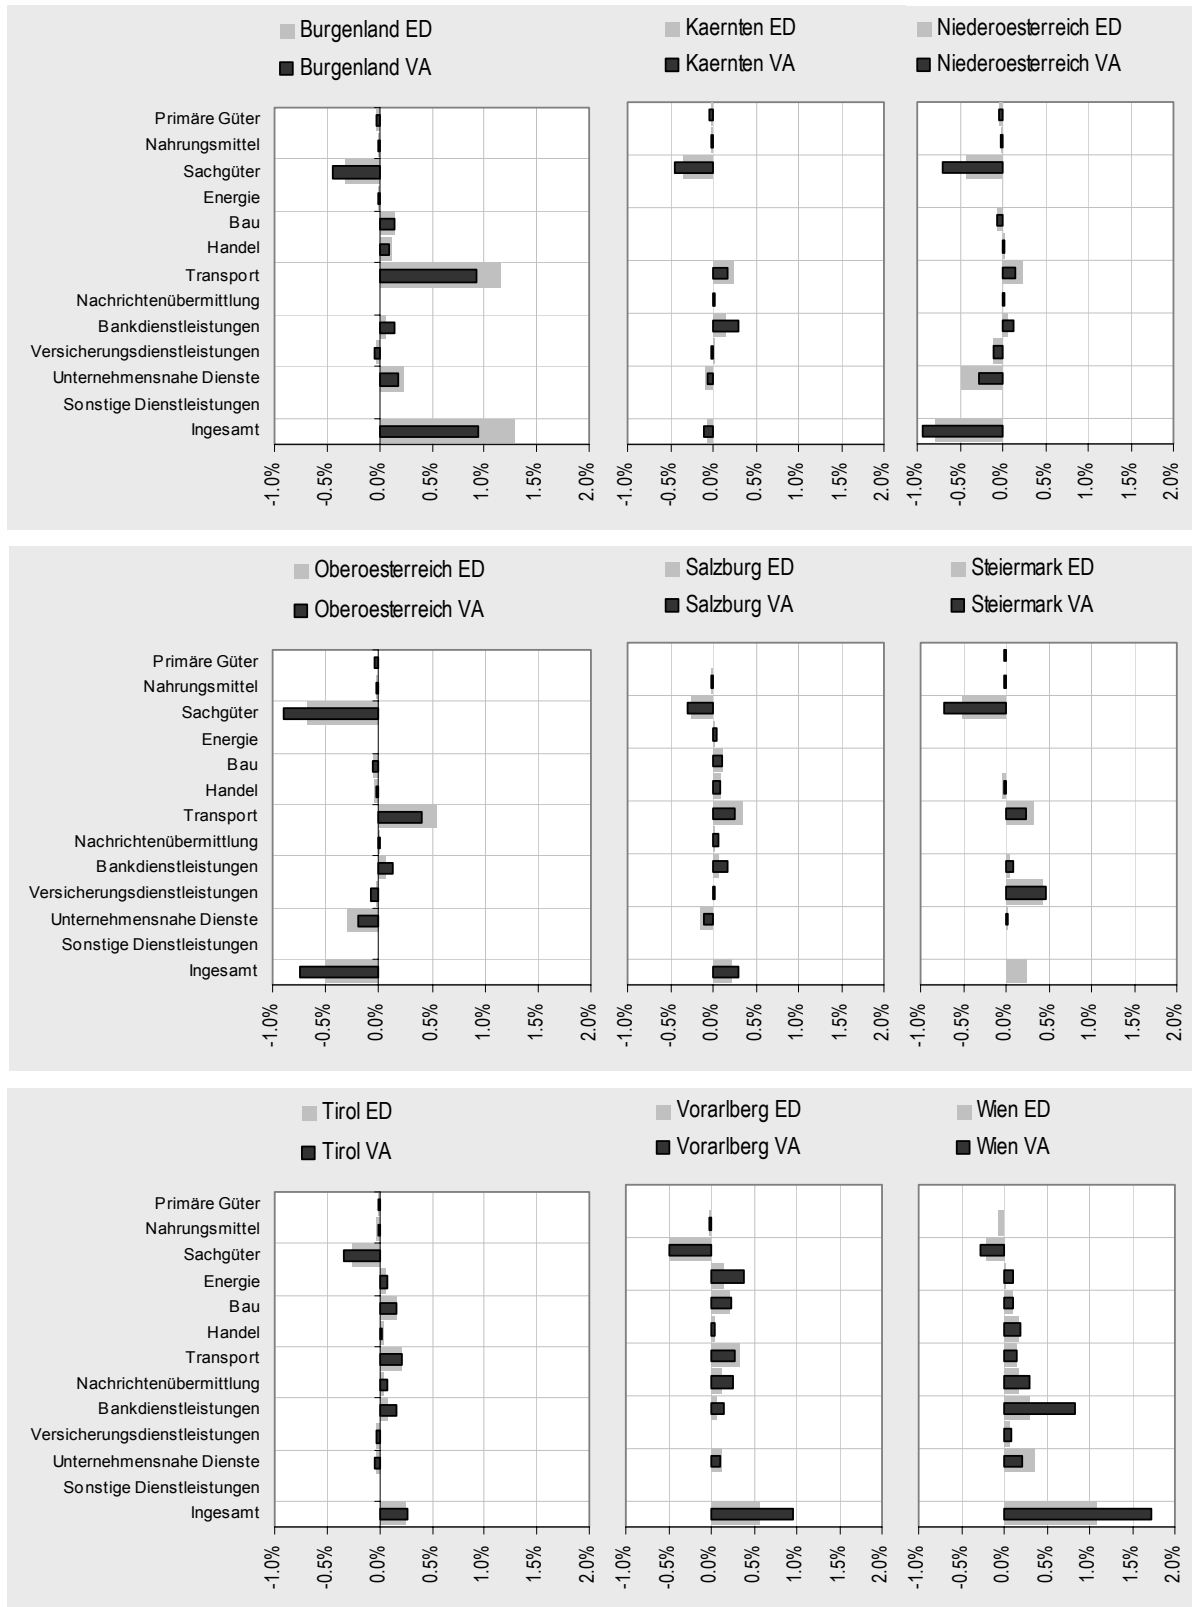 Burgenland ED
Burgenland VA
Kaernten ED
Kaernten VA
Niederoesterreich ED
Niederoesterreich VA
Primäre Güter
Nahrungsmittel
Sachgüter
Energie
Bau
Handel
Transport
Nachrichtenübermittlung
Bankdienstleistungen
Versicherungsdienstleistungen
Unternehmensnahe Dienste
Sonstige Dienstleistungen
Ingesamt
-1.0% -0.5% 0.0% 0.5% 1.0% 1.5% 2.0%
-1.0% -0.5% 0.0% 0.5% 1.0% 1.5% 2.0%
-1.0% -0.5% 0.0% 0.5% 1.0% 1.5% 2.0%
Oberoesterreich ED
Oberoesterreich VA
Salzburg ED
Salzburg VA
Steiermark ED
Steiermark VA
Primäre Güter
Nahrungsmittel
Sachgüter
Energie
Bau
Handel
Transport
Nachrichtenübermittlung
Bankdienstleistungen
Versicherungsdienstleistungen
Unternehmensnahe Dienste
Sonstige Dienstleistungen
Ingesamt
-1.0% -0.5% 0.0% 0.5% 1.0% 1.5% 2.0%
-1.0% -0.5% 0.0% 0.5% 1.0% 1.5% 2.0%
-1.0% -0.5% 0.0% 0.5% 1.0% 1.5% 2.0%
Tirol ED
Tirol VA
Vorarlberg ED
Vorarlberg VA
Wien ED
Wien VA
Primäre Güter
Nahrungsmittel
Sachgüter
Energie
Bau
Handel
Transport
Nachrichtenübermittlung
Bankdienstleistungen
Versicherungsdienstleistungen
Unternehmensnahe Dienste
Sonstige Dienstleistungen
Ingesamt
-1.0% -0.5% 0.0% 0.5% 1.0% 1.5% 2.0%
-1.0% -0.5% 0.0% 0.5% 1.0% 1.5% 2.0%
-1.0% -0.5% 0.0% 0.5% 1.0% 1.5% 2.0%